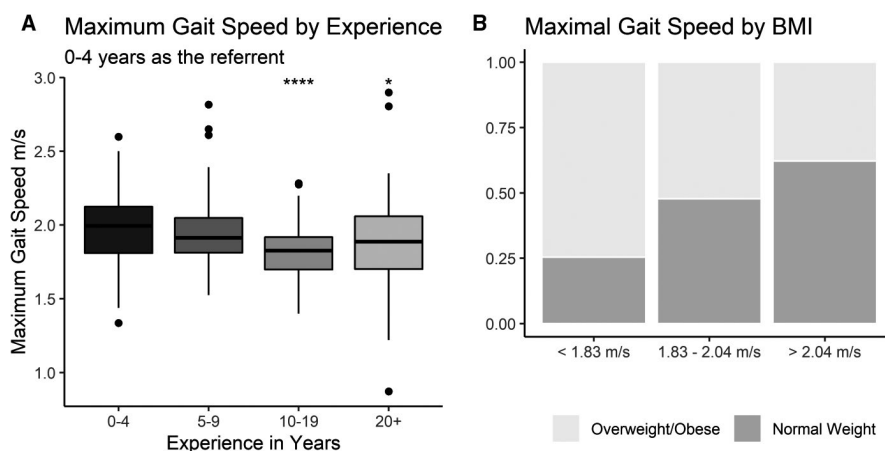 A Maximum Gait Speed by Experience
0-4 years as the referrent
**** *
3.0
2.5
2.0
1.5
1.0
Maximum Gait Speed m/s
0-4 5-9 10-19 20+
Experience in Years
B Maximal Gait Speed by BMI
1.00
0.75
0.50
0.25
0.00
< 1.83 m/s 1.83 - 2.04 m/s > 2.04 m/s
Overweight/Obese Normal Weight